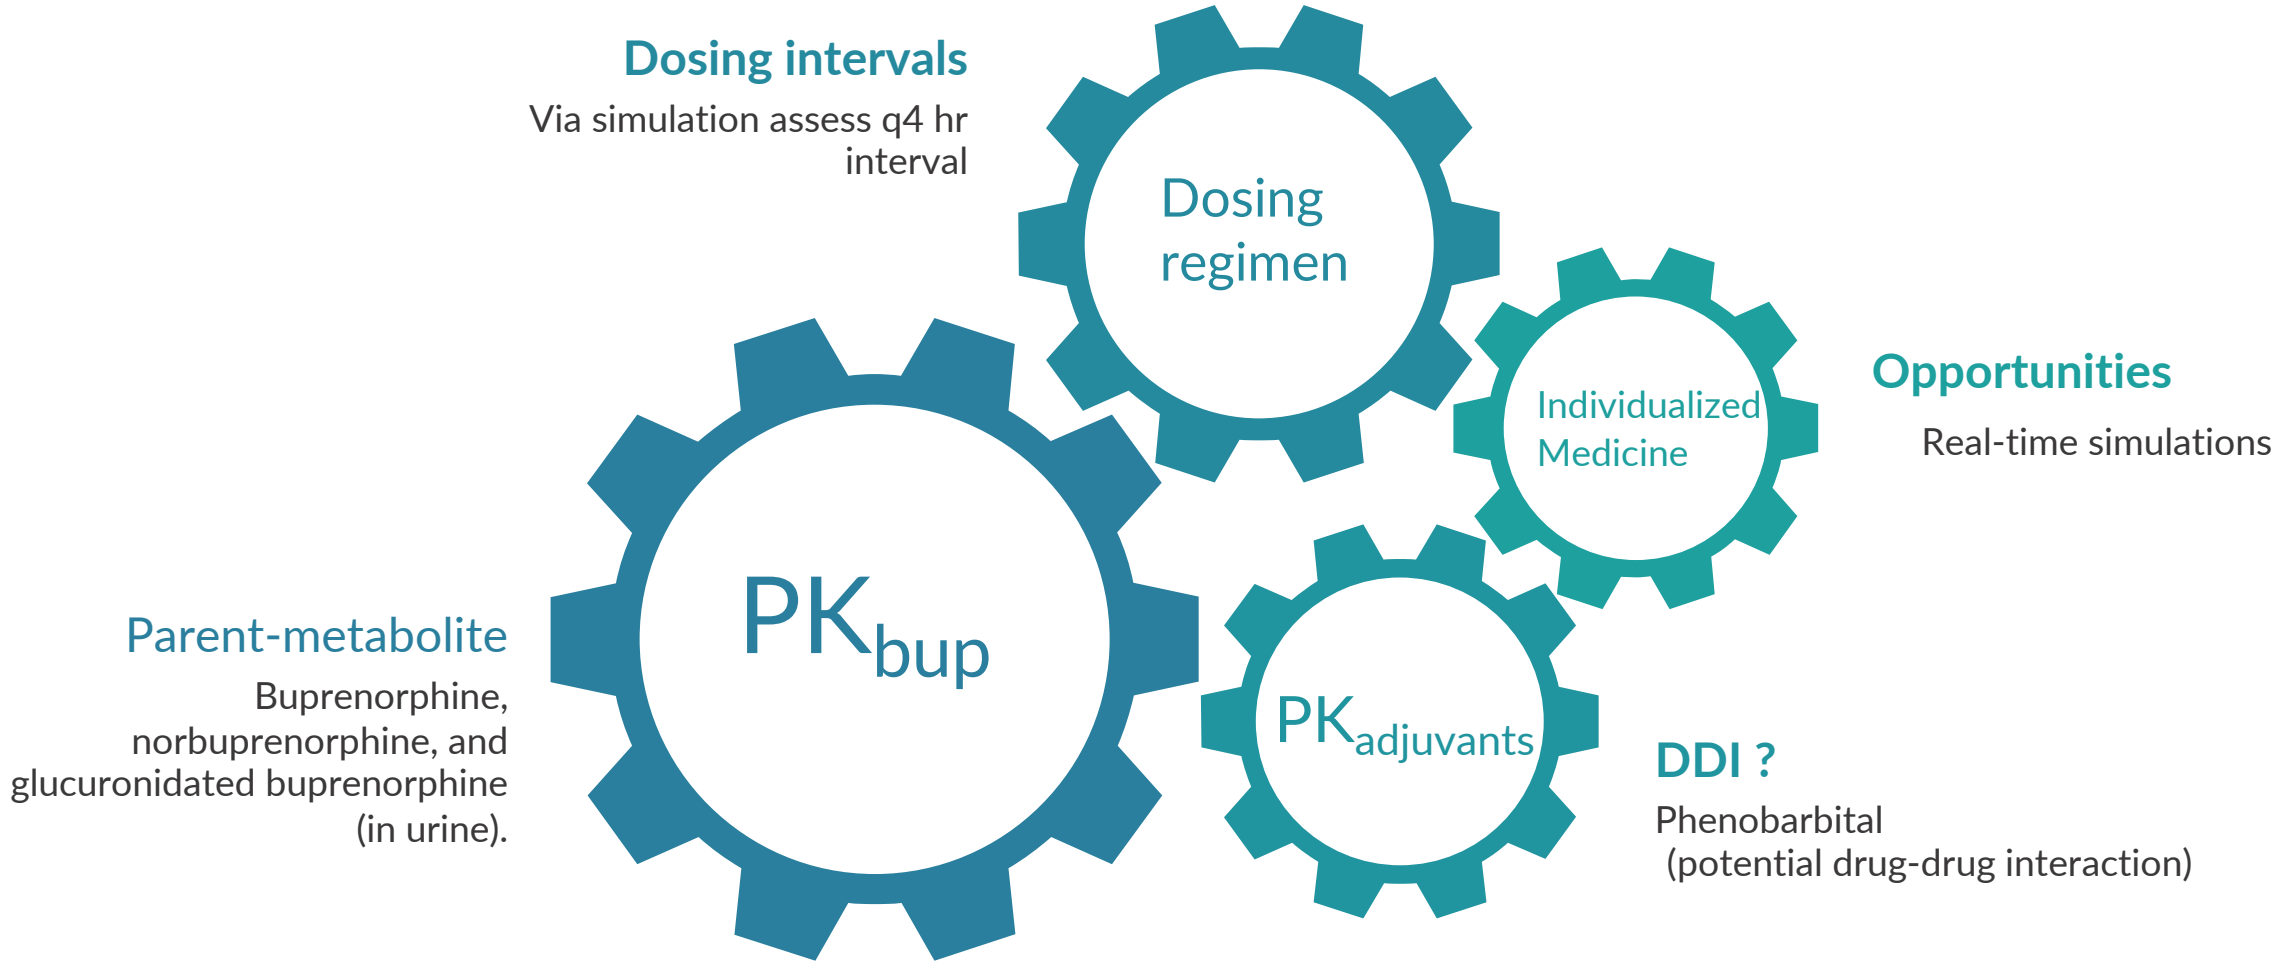 Dosing intervals
Via simulation assess q4 hr
interval
Dosing
regimen
Individualized
Medicine
Opportunities
Real-time simulations
PKbup
Parent-metabolite
Buprenorphine,
norbuprenorphine, and
glucuronidated buprenorphine
(in urine).
PKadjuvants
DDI ?
Phenobarbital
(potential drug-drug interaction)